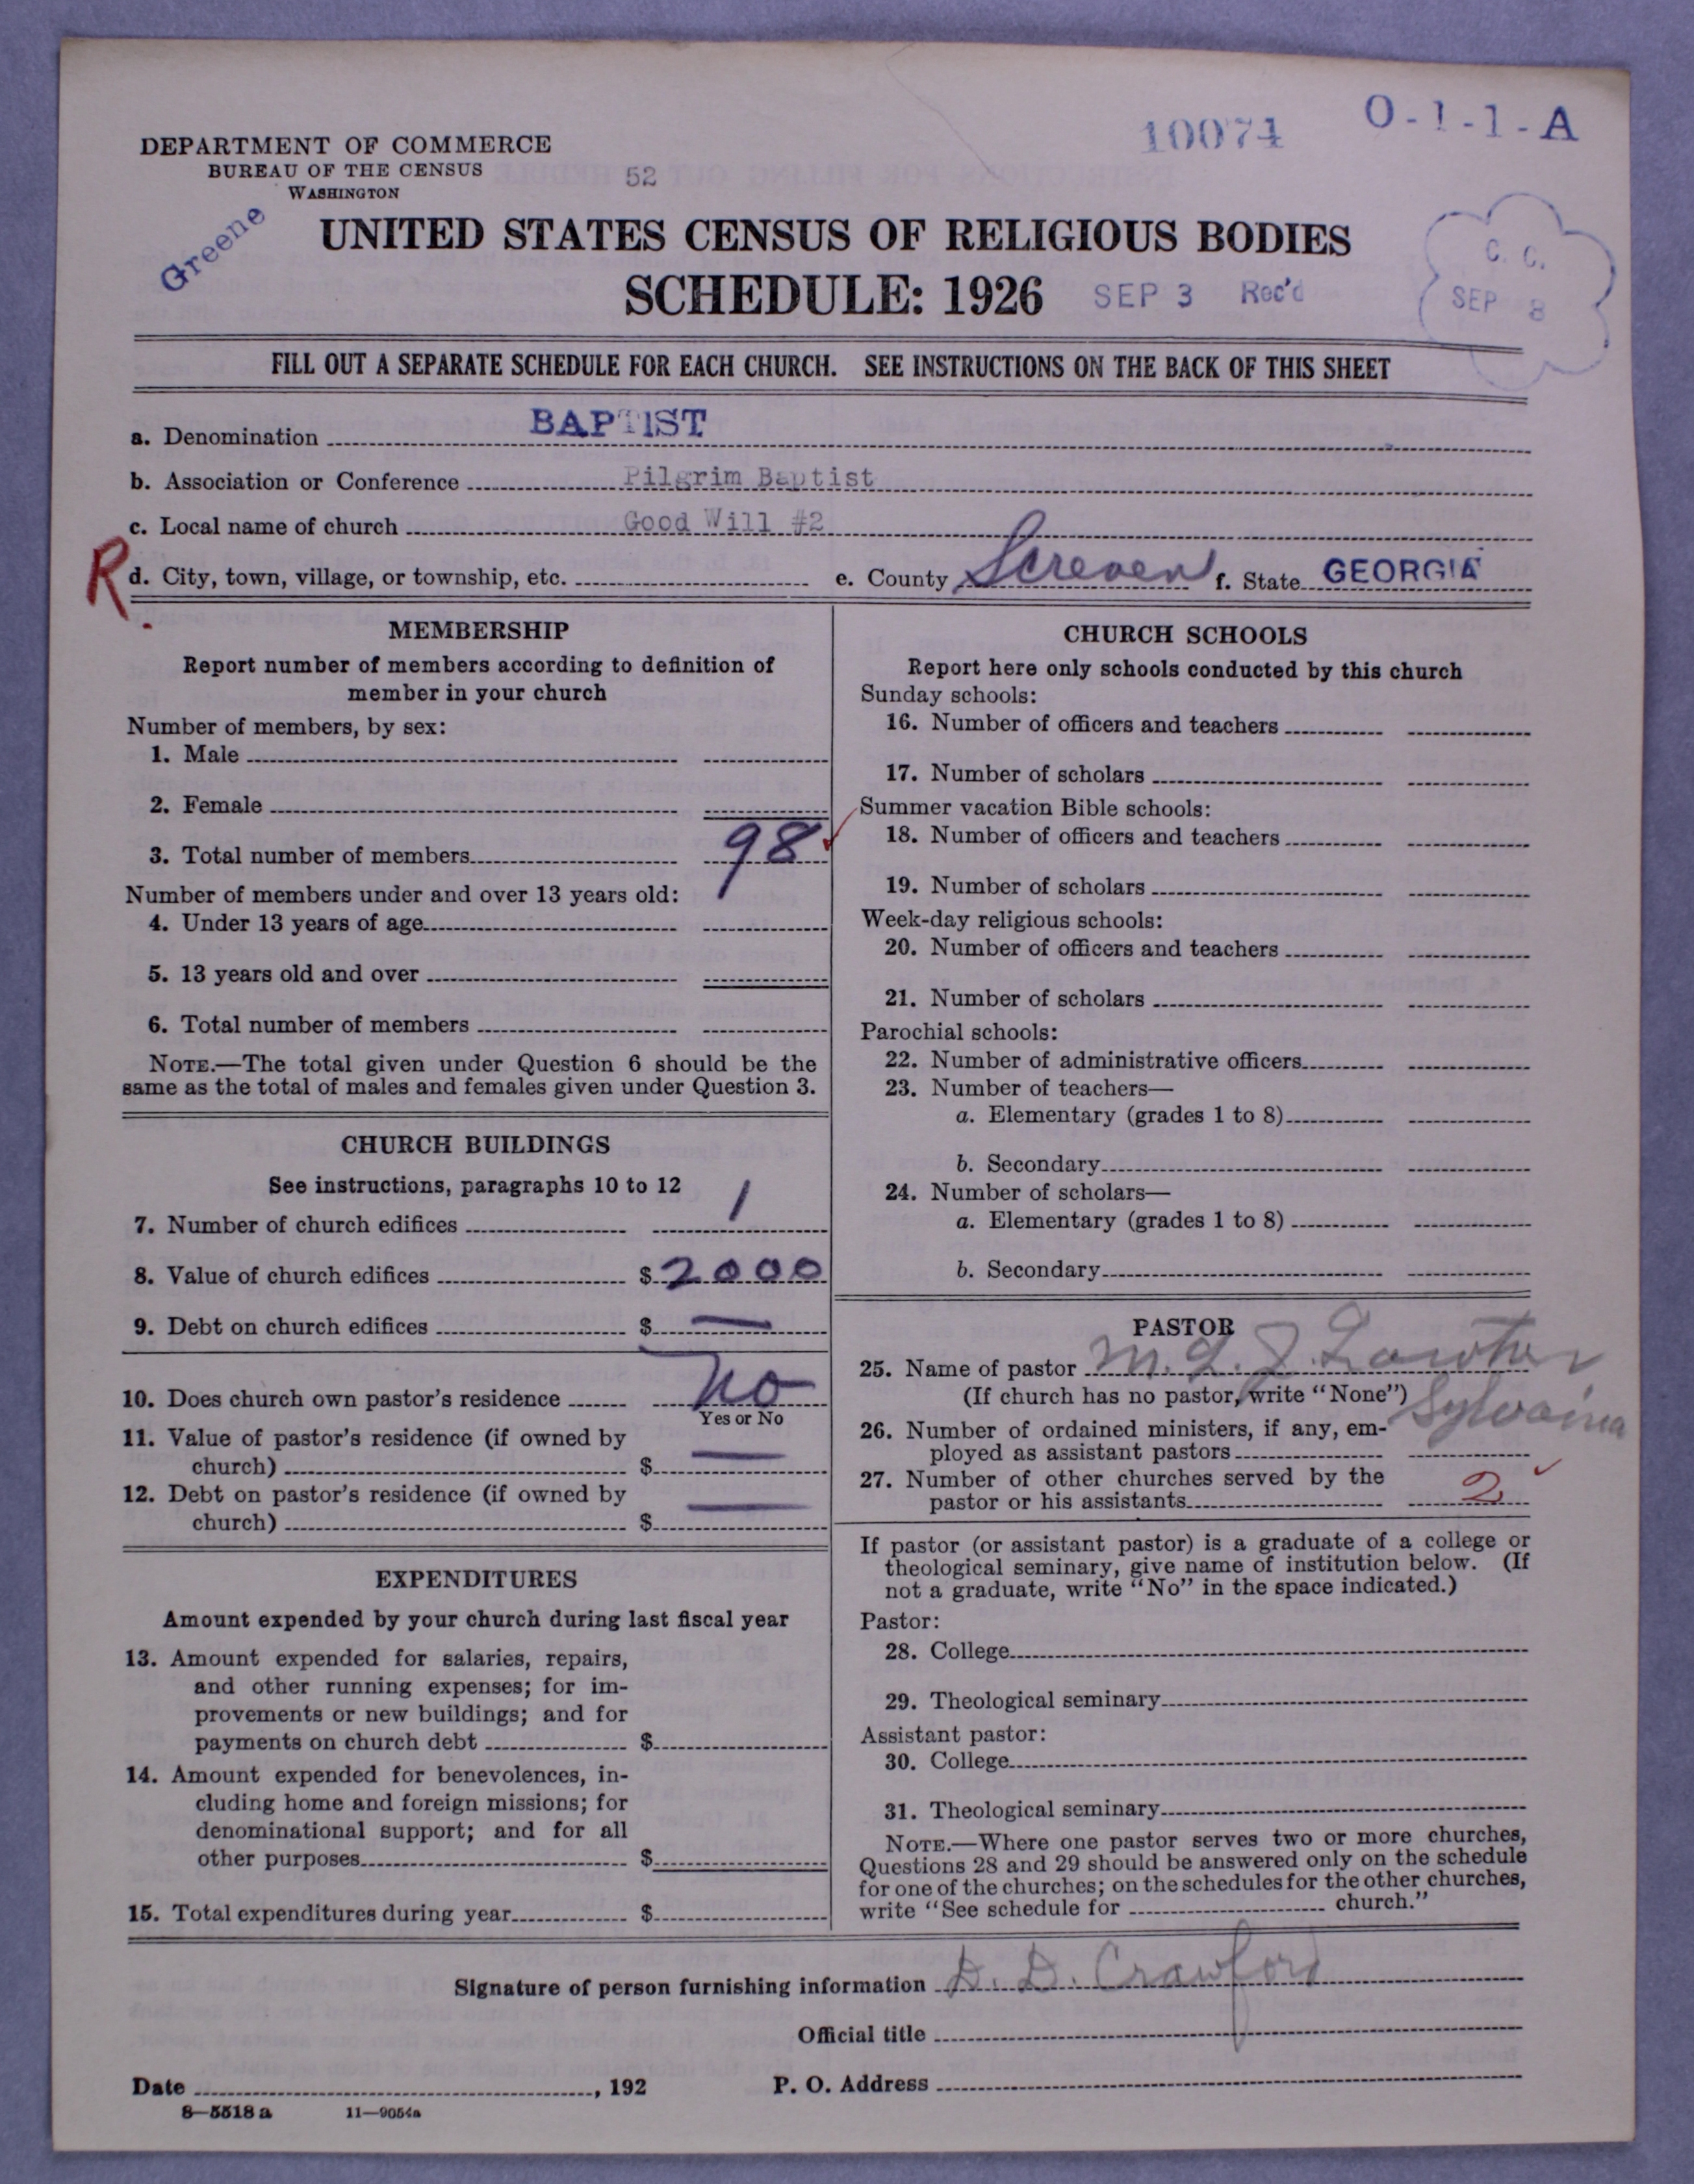 O-1-1-A
10074
DEPARTMENT OF COMMERCE
BUREAU OF THE CENSUS
WASHINGTON
52
Greene
UNITED STATES CENSUS OF RELIGIOUS BODIES
SCHEDULE: 1926
SEP 3 Rec'd
C. C.
SEP 8
FILL OUT A SEPARATE SCHEDULE FOR EACH CHURCH. SEE INSTRUCTIONS ON THE BACK OF THIS SHEET
a. Denomination BAPTIST
b. Association or Conference Pilgrim Baptist
c. Local name of church Good Will #2
R
d. City, town, village, or township, etc. e. County Screven f. State GEORGIA
MEMBERSHIP
Report number of members according to definition of
member in your church
Number of members, by sex:
1. Male
2. Female
3. Total number of members 98
Number of members under and over 13 years old:
4. Under 13 years of age
5. 13 years old and over
6. Total number of members
NOTE.—The total given under Question 6 should be the
same as the total of males and females given under Question 3.
CHURCH BUILDINGS
See instructions, paragraphs 10 to 12
7. Number of church edifices 1
8. Value of church edifices $ 2000
9. Debt on church edifices $ —
10. Does church own pastor's residence No
Yes or No
11. Value of pastor's residence (if owned by
church) $ —
12. Debt on pastor's residence (if owned by
church) $ —
EXPENDITURES
Amount expended by your church during last fiscal year
13. Amount expended for salaries, repairs,
and other running expenses; for im-
provements or new buildings; and for
payments on church debt $
14. Amount expended for benevolences, in-
cluding home and foreign missions; for
denominational support; and for all
other purposes $
15. Total expenditures during year $
CHURCH SCHOOLS
Report here only schools conducted by this church
Sunday schools:
16. Number of officers and teachers
17. Number of scholars
Summer vacation Bible schools:
18. Number of officers and teachers
19. Number of scholars
Week-day religious schools:
20. Number of officers and teachers
21. Number of scholars
Parochial schools:
22. Number of administrative officers
23. Number of teachers—
a. Elementary (grades 1 to 8)
b. Secondary
24. Number of scholars—
a. Elementary (grades 1 to 8)
b. Secondary
PASTOR
25. Name of pastor M. L. J. Lowther
(If church has no pastor, write "None") Sylvania
26. Number of ordained ministers, if any, em-
ployed as assistant pastors
27. Number of other churches served by the
pastor or his assistants 2
If pastor (or assistant pastor) is a graduate of a college or
theological seminary, give name of institution below. (If
not a graduate, write "No" in the space indicated.)
Pastor:
28. College
29. Theological seminary
Assistant pastor:
30. College
31. Theological seminary
NOTE.—Where one pastor serves two or more churches,
Questions 28 and 29 should be answered only on the schedule
for one of the churches; on the schedules for the other churches,
write "See schedule for church."
Signature of person furnishing information D. D. Crawford
Official title
Date , 192 P. O. Address
8—5518 a 11—9054a